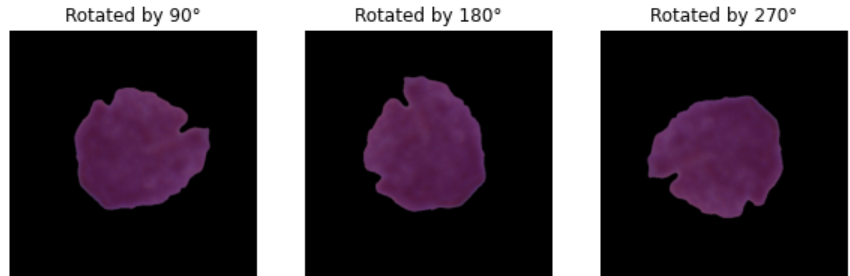 Rotated by 90°
Rotated by 180°
Rotated by 270°